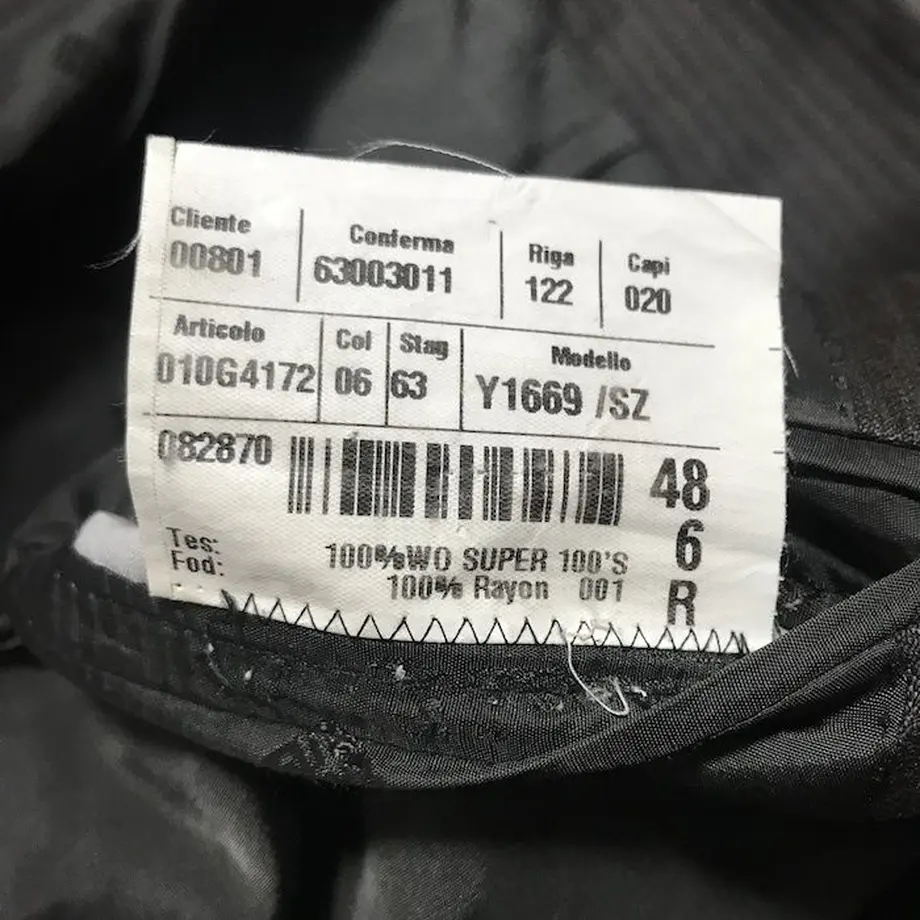 Cliente Conferma Riga Capi
00801 63003011 122 020
Articolo Col Stag Modello
010G4172 06 63 Y1669 /SZ
082870 48
6
Tes: 100%WO SUPER 100'S
Fod: 100% Rayon 001 R